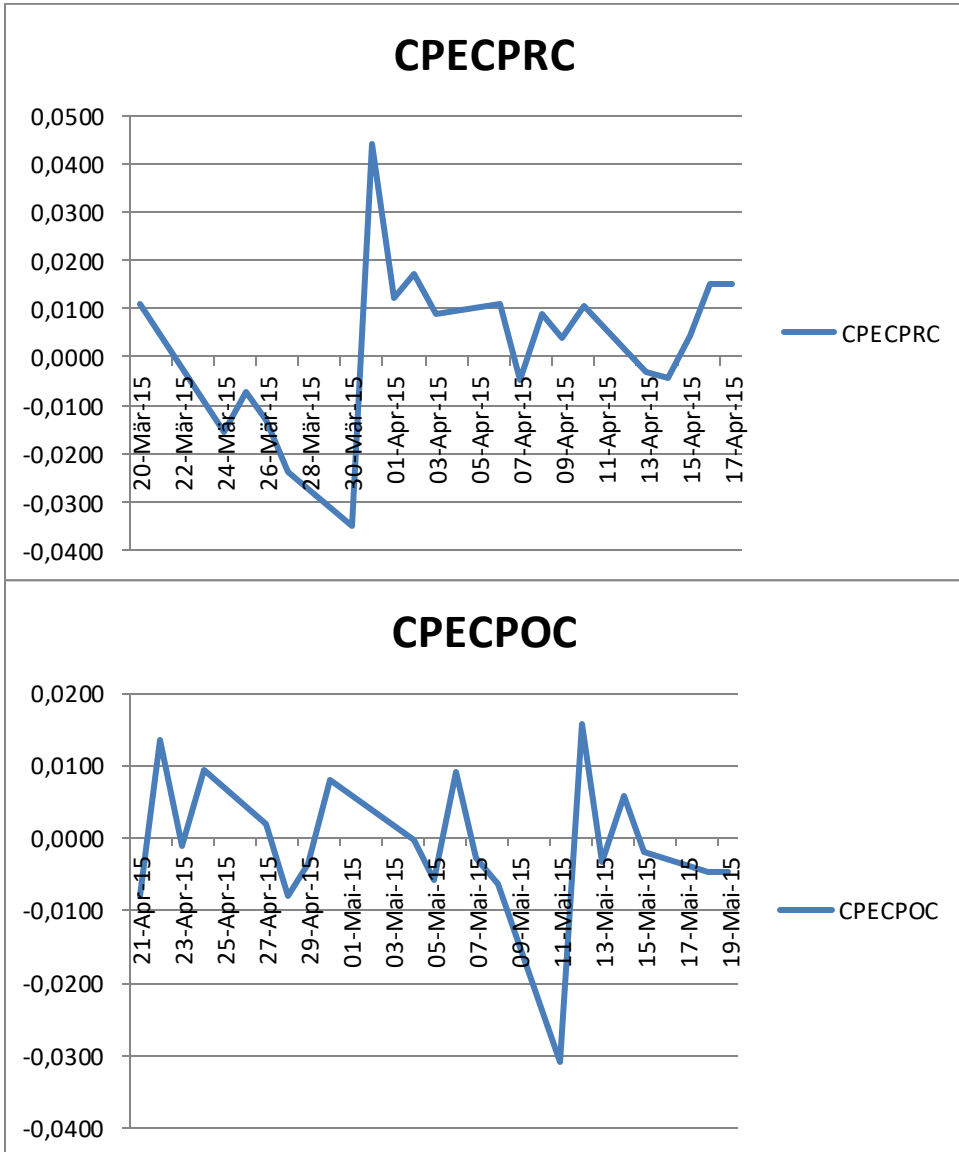 CPECPRC
0,0500
0,0400
0,0300
0,0200
0,0100
0,0000
-0,0100
-0,0200
-0,0300
-0,0400
20-Mär-15
22-Mär-15
24-Mär-15
26-Mär-15
28-Mär-15
30-Mär-15
01-Apr-15
03-Apr-15
05-Apr-15
07-Apr-15
09-Apr-15
11-Apr-15
13-Apr-15
15-Apr-15
17-Apr-15
CPECPRC
CPECPOC
0,0200
0,0100
0,0000
-0,0100
-0,0200
-0,0300
-0,0400
21-Apr-15
23-Apr-15
25-Apr-15
27-Apr-15
29-Apr-15
01-Mai-15
03-Mai-15
05-Mai-15
07-Mai-15
09-Mai-15
11-Mai-15
13-Mai-15
15-Mai-15
17-Mai-15
19-Mai-15
CPECPOC